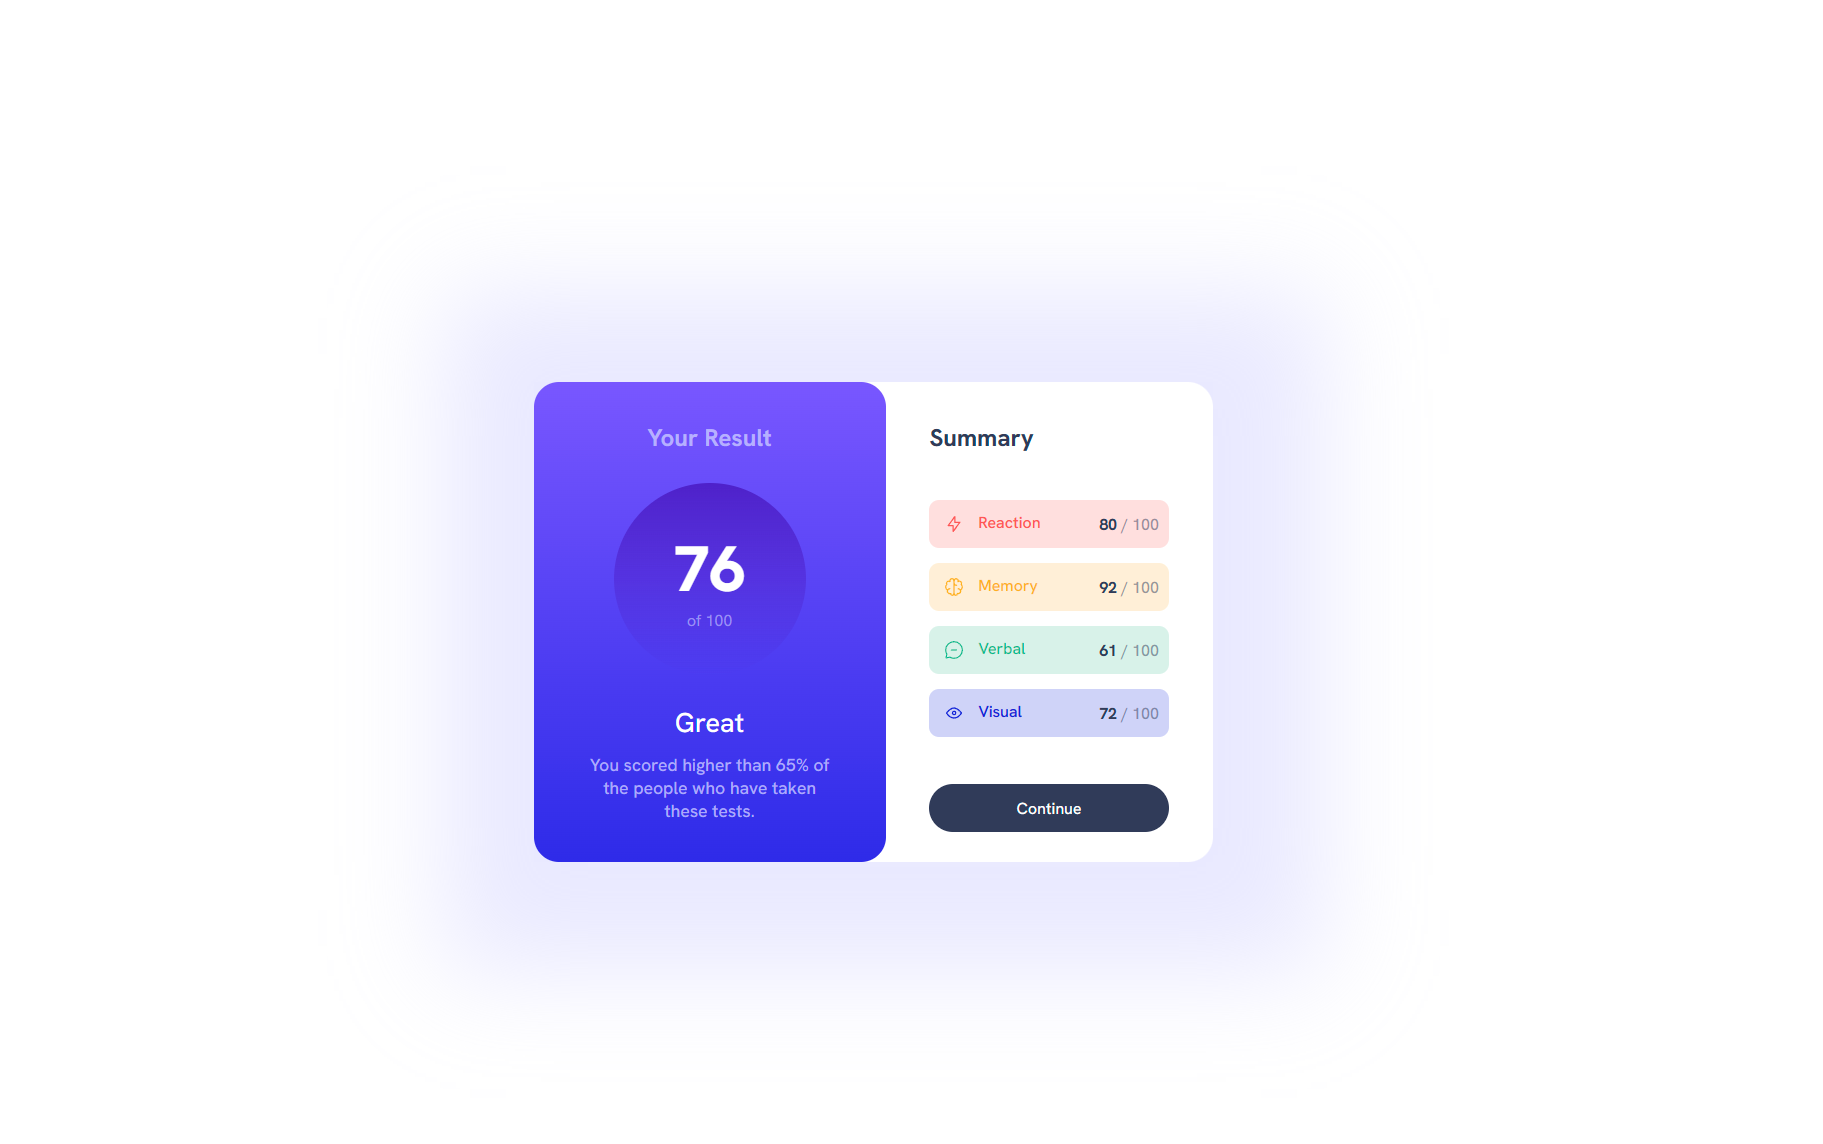 Your Result
76
of 100
Great
You scored higher than 65% of
the people who have taken
these tests.
Summary
Reaction 80 / 100
Memory 92 / 100
Verbal 61 / 100
Visual 72 / 100
Continue